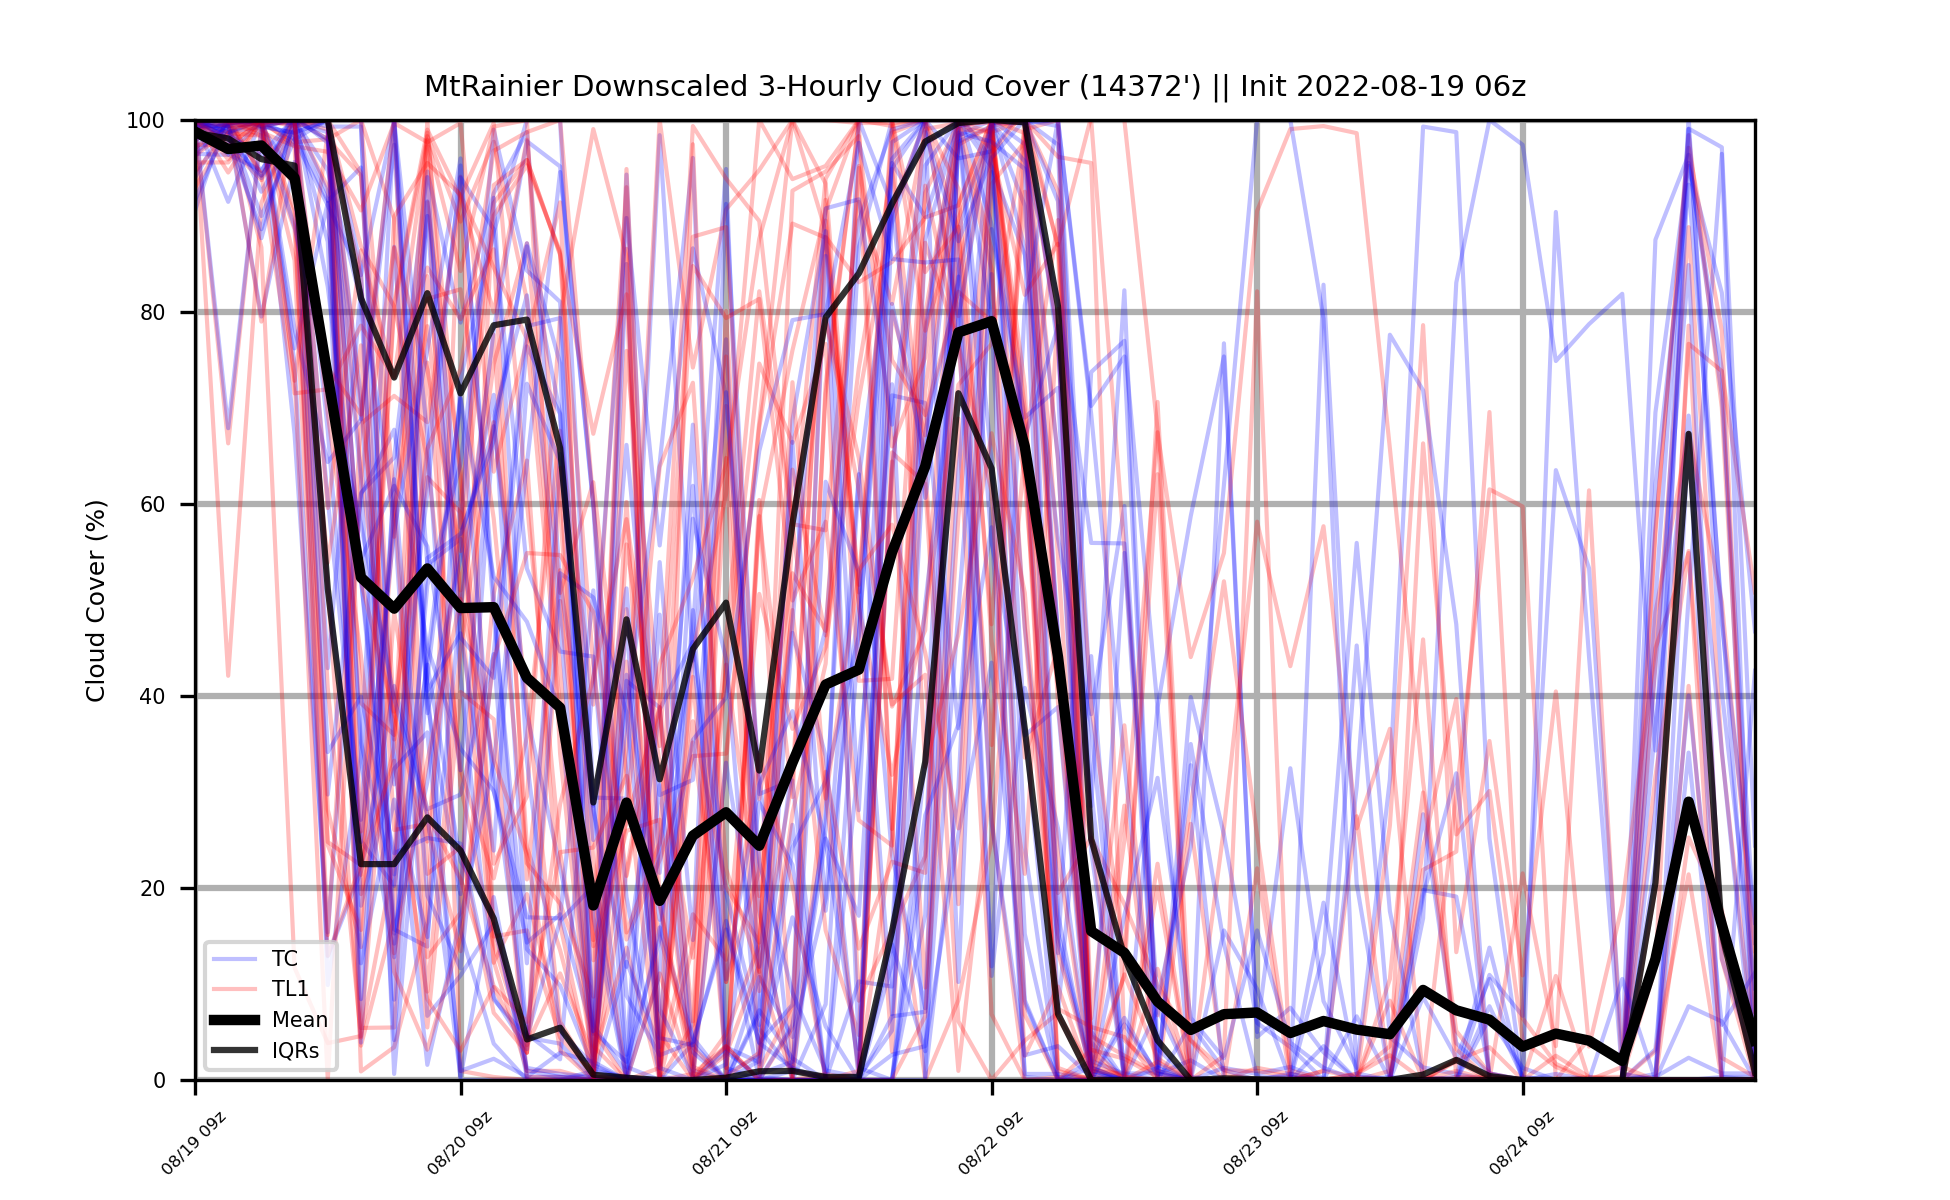 MtRainier Downscaled 3-Hourly Cloud Cover (14372') || Init 2022-08-19 06z
Cloud Cover (%)
100
80
60
40
20
0
TC
TL1
Mean
IQRs
08/19 09z
08/20 09z
08/21 09z
08/22 09z
08/23 09z
08/24 09z